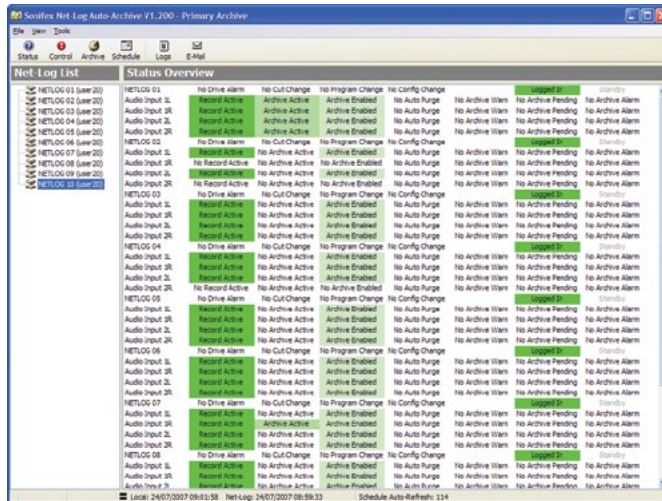 Sonifex Net-Log Auto-Archive V1.200 - Primary Archive
File View Tools
Status Control Archive Schedule Logs E-Mail
Net-Log List Status Overview
NETLOG 01 (user20)
NETLOG 02 (user20)
NETLOG 03 (user20)
NETLOG 04 (user20)
NETLOG 05 (user20)
NETLOG 06 (user20)
NETLOG 07 (user20)
NETLOG 08 (user20)
NETLOG 09 (user20)
NETLOG 10 (user20)
NETLOG 01 No Drive Alarm No Cut Change No Program Change No Config Change Logged In Standby
Audio Input 1L Record Active Archive Active Archive Enabled No Auto Purge No Archive Warn No Archive Pending No Archive Alarm
Audio Input 1R Record Active Archive Active Archive Enabled No Auto Purge No Archive Warn No Archive Pending No Archive Alarm
Audio Input 2L Record Active Archive Active Archive Enabled No Auto Purge No Archive Warn No Archive Pending No Archive Alarm
Audio Input 2R Record Active Archive Active Archive Enabled No Auto Purge No Archive Warn No Archive Pending No Archive Alarm
NETLOG 02 No Drive Alarm No Cut Change No Program Change No Config Change Logged In Standby
Audio Input 1L Record Active No Archive Active Archive Enabled No Auto Purge No Archive Warn No Archive Pending No Archive Alarm
Audio Input 1R No Record Active No Archive Active No Archive Enabled No Auto Purge No Archive Warn No Archive Pending No Archive Alarm
Audio Input 2L Record Active No Archive Active Archive Enabled No Auto Purge No Archive Warn No Archive Pending No Archive Alarm
Audio Input 2R No Record Active No Archive Active No Archive Enabled No Auto Purge No Archive Warn No Archive Pending No Archive Alarm
NETLOG 03 No Drive Alarm No Cut Change No Program Change No Config Change Logged In Standby
Audio Input 1L Record Active No Archive Active Archive Enabled No Auto Purge No Archive Warn No Archive Pending No Archive Alarm
Audio Input 1R Record Active No Archive Active Archive Enabled No Auto Purge No Archive Warn No Archive Pending No Archive Alarm
Audio Input 2L Record Active No Archive Active Archive Enabled No Auto Purge No Archive Warn No Archive Pending No Archive Alarm
Audio Input 2R Record Active No Archive Active Archive Enabled No Auto Purge No Archive Warn No Archive Pending No Archive Alarm
NETLOG 04 No Drive Alarm No Cut Change No Program Change No Config Change Logged In Standby
Audio Input 1L Record Active No Archive Active Archive Enabled No Auto Purge No Archive Warn No Archive Pending No Archive Alarm
Audio Input 1R Record Active No Archive Active Archive Enabled No Auto Purge No Archive Warn No Archive Pending No Archive Alarm
Audio Input 2L Record Active No Archive Active Archive Enabled No Auto Purge No Archive Warn No Archive Pending No Archive Alarm
Audio Input 2R No Record Active No Archive Active No Archive Enabled No Auto Purge No Archive Warn No Archive Pending No Archive Alarm
NETLOG 05 No Drive Alarm No Cut Change No Program Change No Config Change Logged In Standby
Audio Input 1L Record Active No Archive Active Archive Enabled No Auto Purge No Archive Warn No Archive Pending No Archive Alarm
Audio Input 1R Record Active No Archive Active Archive Enabled No Auto Purge No Archive Warn No Archive Pending No Archive Alarm
Audio Input 2L Record Active No Archive Active Archive Enabled No Auto Purge No Archive Warn No Archive Pending No Archive Alarm
Audio Input 2R Record Active No Archive Active Archive Enabled No Auto Purge No Archive Warn No Archive Pending No Archive Alarm
NETLOG 06 No Drive Alarm No Cut Change No Program Change No Config Change Logged In Standby
Audio Input 1L Record Active No Archive Active Archive Enabled No Auto Purge No Archive Warn No Archive Pending No Archive Alarm
Audio Input 1R Record Active No Archive Active Archive Enabled No Auto Purge No Archive Warn No Archive Pending No Archive Alarm
Audio Input 2L Record Active No Archive Active Archive Enabled No Auto Purge No Archive Warn No Archive Pending No Archive Alarm
Audio Input 2R Record Active No Archive Active Archive Enabled No Auto Purge No Archive Warn No Archive Pending No Archive Alarm
NETLOG 07 No Drive Alarm No Cut Change No Program Change No Config Change Logged In Standby
Audio Input 1L Record Active No Archive Active Archive Enabled No Auto Purge No Archive Warn No Archive Pending No Archive Alarm
Audio Input 1R Record Active Archive Active Archive Enabled No Auto Purge No Archive Warn No Archive Pending No Archive Alarm
Audio Input 2L Record Active No Archive Active Archive Enabled No Auto Purge No Archive Warn No Archive Pending No Archive Alarm
Audio Input 2R Record Active No Archive Active Archive Enabled No Auto Purge No Archive Warn No Archive Pending No Archive Alarm
NETLOG 08 No Drive Alarm No Cut Change No Program Change No Config Change Logged In Standby
Audio Input 1L Record Active No Archive Active Archive Enabled No Auto Purge No Archive Warn No Archive Pending No Archive Alarm
Audio Input 1R Record Active No Archive Active Archive Enabled No Auto Purge No Archive Warn No Archive Pending No Archive Alarm
Audio Input 2L Record Active No Archive Active Archive Enabled No Auto Purge No Archive Warn No Archive Pending No Archive Alarm
Audio Input 2R Record Active No Archive Active Archive Enabled No Auto Purge No Archive Warn No Archive Pending No Archive Alarm
Local: 24/07/2007 09:01:58 Net-Log: 24/07/2007 08:59:33 Schedule Auto-Refresh: 114